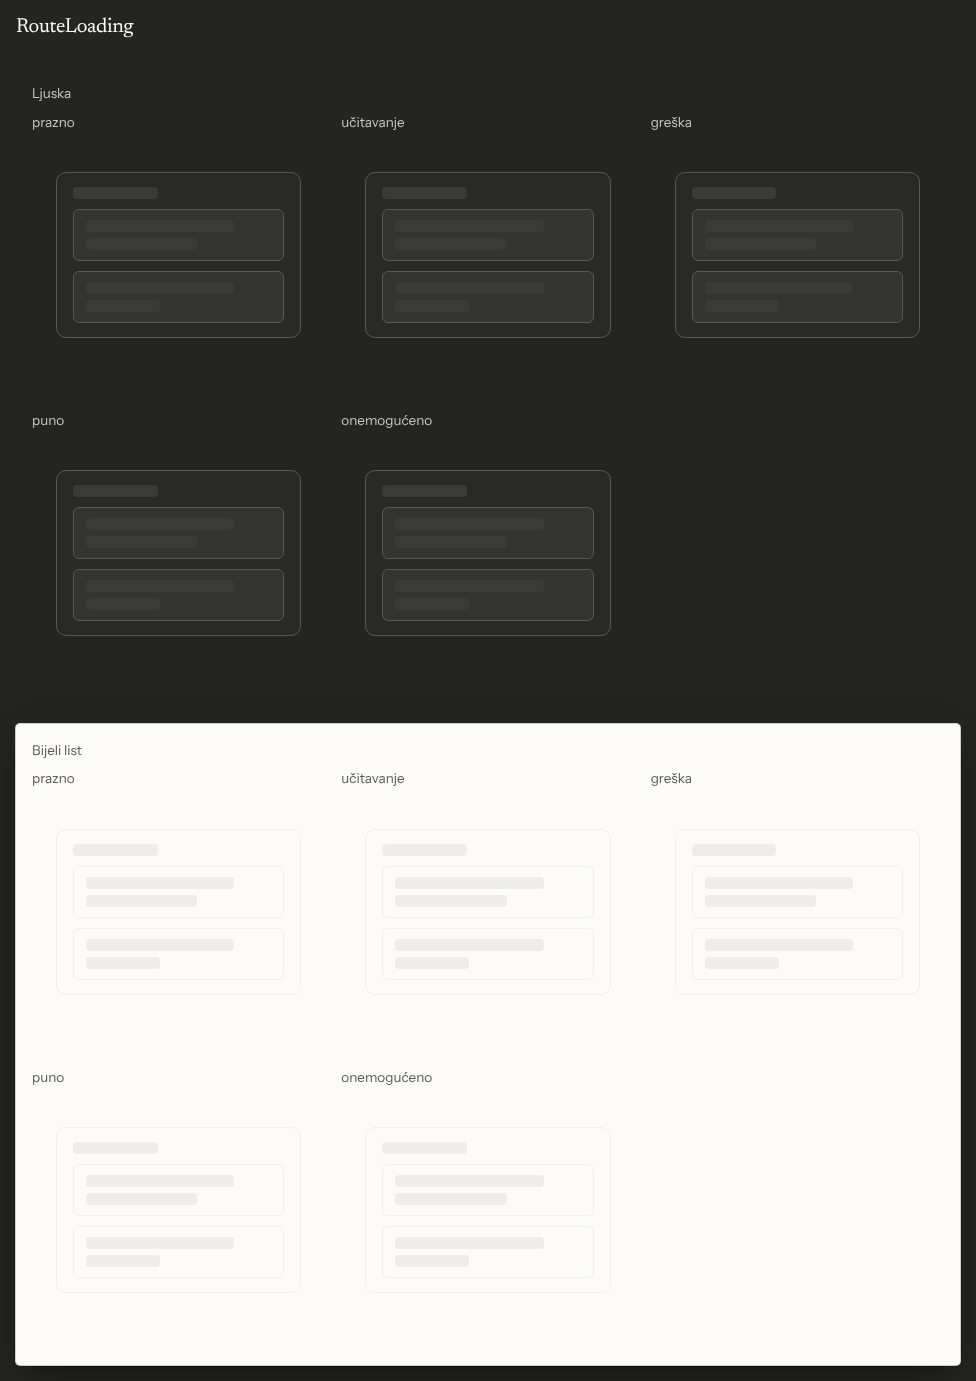 RouteLoading
Ljuska
prazno
učitavanje
greška
puno
onemogućeno
Bijeli list
prazno
učitavanje
greška
puno
onemogućeno